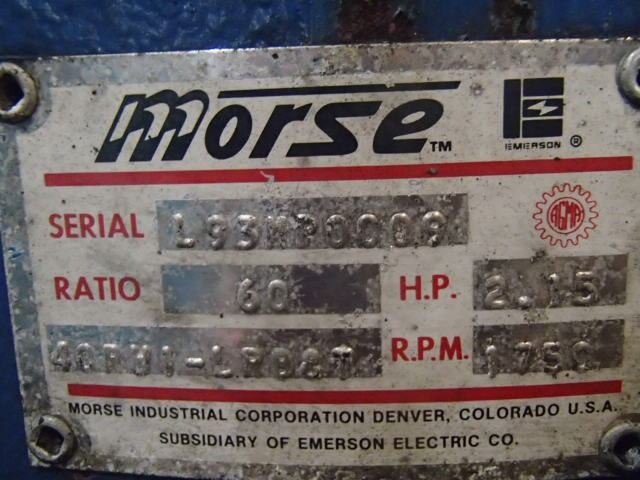 morse TM
EMERSON ®
SERIAL
AGMA
RATIO 60 H.P. 2.15
R.P.M. 1750
MORSE INDUSTRIAL CORPORATION DENVER, COLORADO U.S.A.
SUBSIDIARY OF EMERSON ELECTRIC CO.